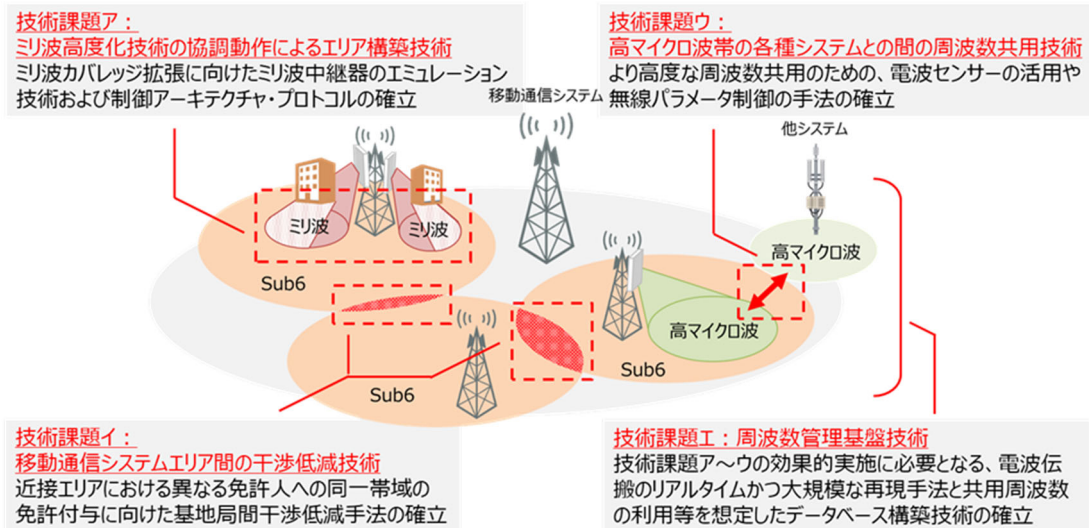 技術課題ア：
ミリ波高度化技術の協調動作によるエリア構築技術
ミリ波カバレッジ拡張に向けたミリ波中継器のエミュレーション
技術および制御アーキテクチャ・プロトコルの確立
技術課題ウ：
高マイクロ波帯の各種システムとの間の周波数共用技術
より高度な周波数共用のための、電波センサーの活用や
無線パラメータ制御の手法の確立
移動通信システム
他システム
ミリ波
ミリ波
高マイクロ波
Sub6
高マイクロ波
Sub6
Sub6
技術課題イ：
移動通信システムエリア間の干渉低減技術
近接エリアにおける異なる免許人への同一帯域の
免許付与に向けた基地局間干渉低減手法の確立
技術課題エ：周波数管理基盤技術
技術課題ア～ウの効果的実施に必要となる、電波伝
搬のリアルタイムかつ大規模な再現手法と共用周波数
の利用等を想定したデータベース構築技術の確立